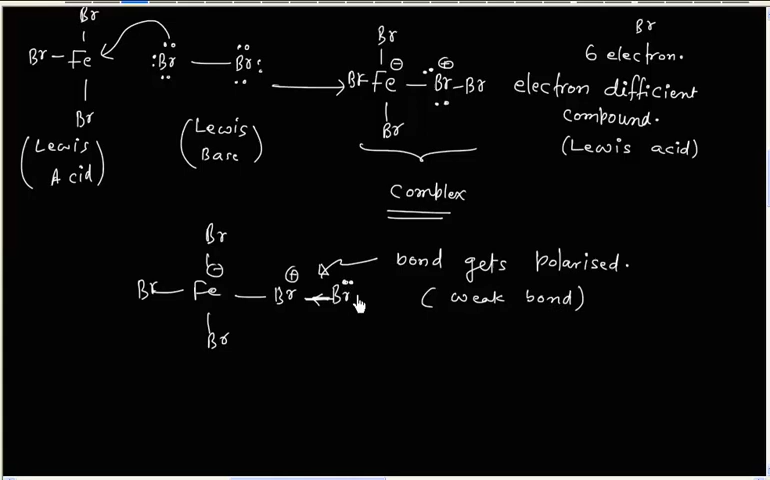 Br
Br - Fe
Br
:Br — Br:
(Lewis Acid)
(Lewis Base)
Br
Br Fe ⊖ — Br ⊕ - Br
Br
Complex
Br
6 electron.
electron difficient
compound.
(Lewis acid)
Br
Br — Fe ⊖ — Br ⊕ ← Br
Br
bond gets polarised.
( weak bond)